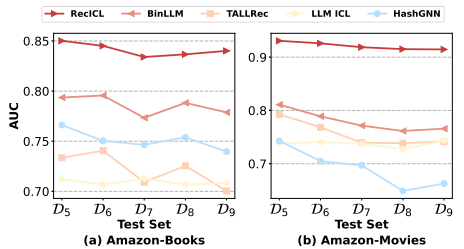 RecICL BinLLM TALLRec LLM ICL HashGNN
AUC
0.85
0.80
0.75
0.70
D5 D6 D7 D8 D9
Test Set
(a) Amazon-Books
0.9
0.8
0.7
D5 D6 D7 D8 D9
Test Set
(b) Amazon-Movies